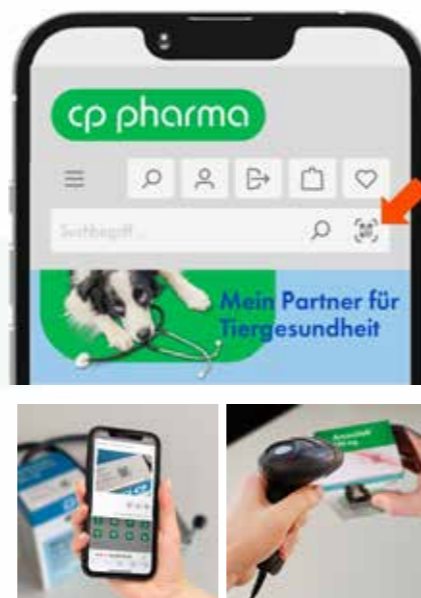 cp pharma
Suchbegriff ...
Mein Partner für
Tiergesundheit